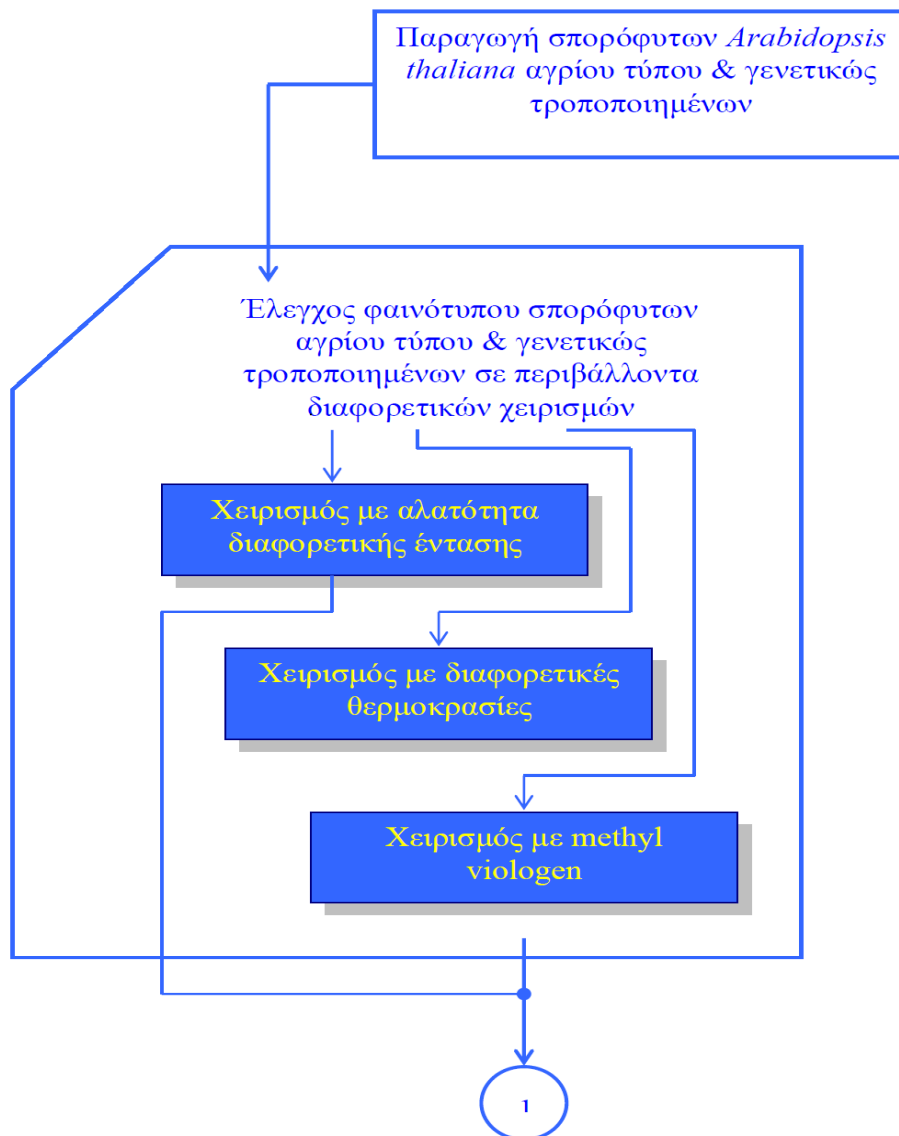 Παραγωγή σπορόφυτων Arabidopsis
thaliana αγρίου τύπου & γενετικώς
τροποποιημένων
Έλεγχος φαινότυπου σπορόφυτων
αγρίου τύπου & γενετικώς
τροποποιημένων σε περιβάλλοντα
διαφορετικών χειρισμών
Χειρισμός με αλατότητα
διαφορετικής έντασης
Χειρισμός με διαφορετικές
θερμοκρασίες
Χειρισμός με methyl
viologen
1